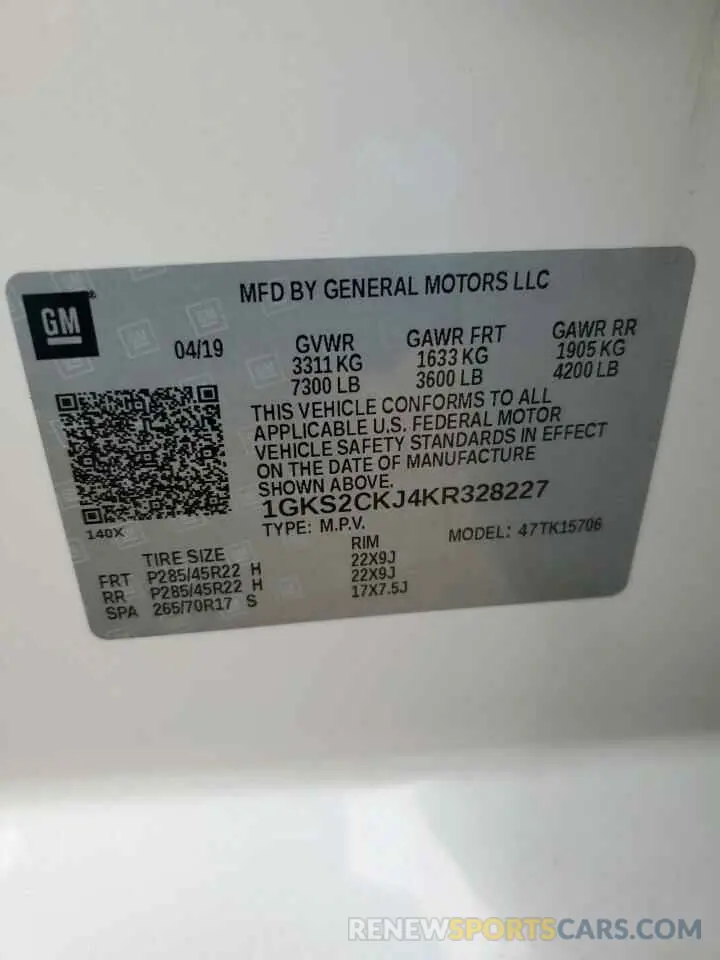 MFD BY GENERAL MOTORS LLC
GM®
04/19 GVWR GAWR FRT GAWR RR
3311 KG 1633 KG 1905 KG
7300 LB 3600 LB 4200 LB
THIS VEHICLE CONFORMS TO ALL
APPLICABLE U.S. FEDERAL MOTOR
VEHICLE SAFETY STANDARDS IN EFFECT
ON THE DATE OF MANUFACTURE
SHOWN ABOVE.
1GKS2CKJ4KR328227
140X
TYPE: M.P.V. MODEL: 47TK15706
TIRE SIZE RIM
FRT P285/45R22 H 22X9J
RR P285/45R22 H 22X9J
SPA 265/70R17 S 17X7.5J
RENEWSPORTSCARS.COM